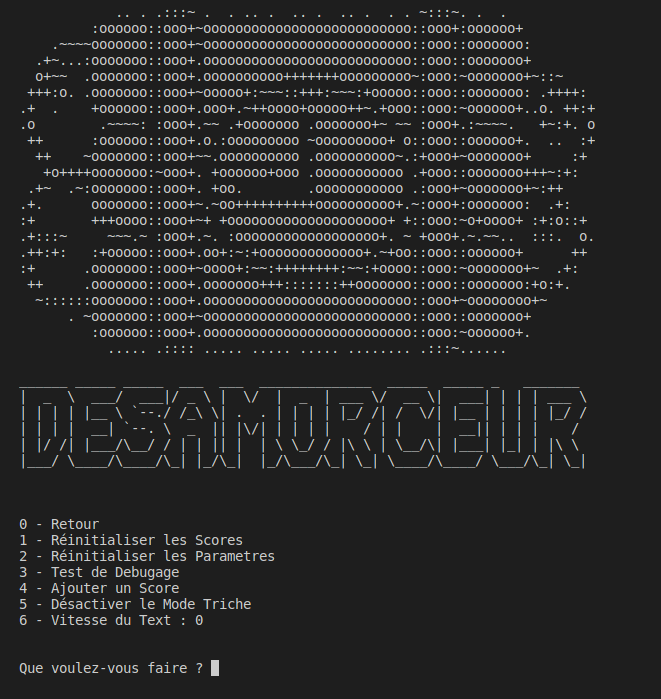 DESAMORCEUR
0 - Retour
1 - Réinitialiser les Scores
2 - Réinitialiser les Parametres
3 - Test de Debugage
4 - Ajouter un Score
5 - Désactiver le Mode Triche
6 - Vitesse du Text : 0
Que voulez-vous faire ?